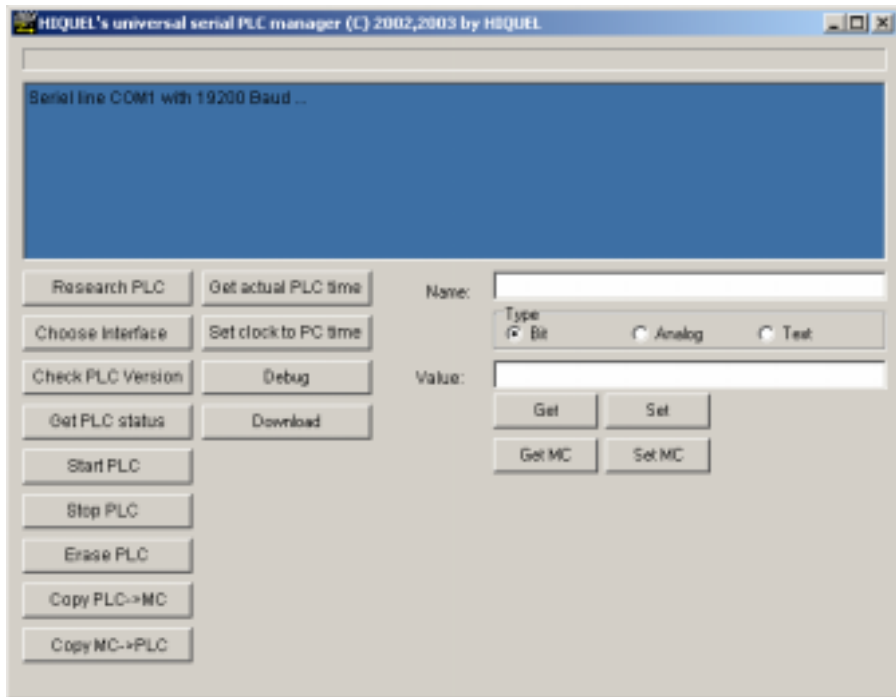 HIQUEL's universal serial PLC manager (C) 2002,2003 by HIQUEL
Seriel line COM1 with 19200 Baud ...
Research PLC
Get actual PLC time
Name:
Choose Interface
Set clock to PC time
Type
Bit
Analog
Text
Check PLC Version
Debug
Value:
Get PLC status
Download
Get
Set
Start PLC
Get MC
Set MC
Stop PLC
Erase PLC
Copy PLC->MC
Copy MC->PLC